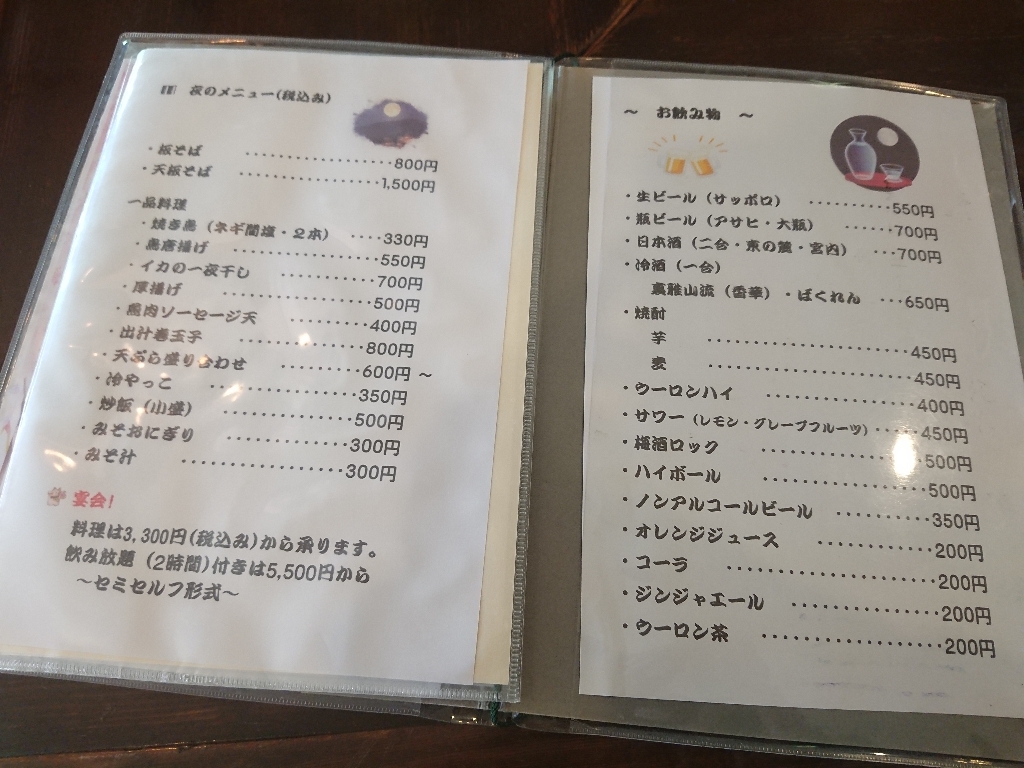 夜のメニュー(税込み)
・板そば ・・・・・・・・・・・・・・・・・・800円
・天板そば ・・・・・・・・・・・・・・・・・1,500円
一品料理
・焼き鳥（ネギ間塩・2本） ・・・・330円
・鳥唐揚げ ・・・・・・・・・・・・・・・・550円
・イカの一夜干し ・・・・・・・・・・・700円
・厚揚げ ・・・・・・・・・・・・・・・・・・500円
・魚肉ソーセージ天 ・・・・・・・・・400円
・出汁巻玉子 ・・・・・・・・・・・・・・・800円
・天ぷら盛り合わせ ・・・・・・・・・・600円 ～
・冷やっこ ・・・・・・・・・・・・・・・・・・350円
・炒飯（小盛） ・・・・・・・・・・・・・・・500円
・みそおにぎり ・・・・・・・・・・・・・・300円
・みそ汁 ・・・・・・・・・・・・・・・・・・・300円
宴会!
料理は3,300円(税込み)から承ります。
飲み放題（2時間)付きは5,500円から
～セミセルフ形式～
～ お飲み物 ～
・生ビール（サッポロ） ・・・・・・・・・・550円
・瓶ビール（アサヒ・大瓶） ・・・・・・700円
・日本酒（二合・末の麓・宮内） ・・・700円
・冷酒（一合）
真雅山流（香華）・ばくれん ・・・650円
・焼酎
芋 ・・・・・・・・・・・・・・・・・・・・・・450円
麦 ・・・・・・・・・・・・・・・・・・・・・・450円
・ウーロンハイ ・・・・・・・・・・・・・・・・400円
・サワー（レモン・グレープフルーツ）・・・・・450円
・梅酒ロック ・・・・・・・・・・・・・・・・・500円
・ハイボール ・・・・・・・・・・・・・・・・・500円
・ノンアルコールビール ・・・・・・・・・・350円
・オレンジジュース ・・・・・・・・・・・・200円
・コーラ ・・・・・・・・・・・・・・・・・・・・・・200円
・ジンジャエール ・・・・・・・・・・・・・・・200円
・ウーロン茶 ・・・・・・・・・・・・・・・・・・200円